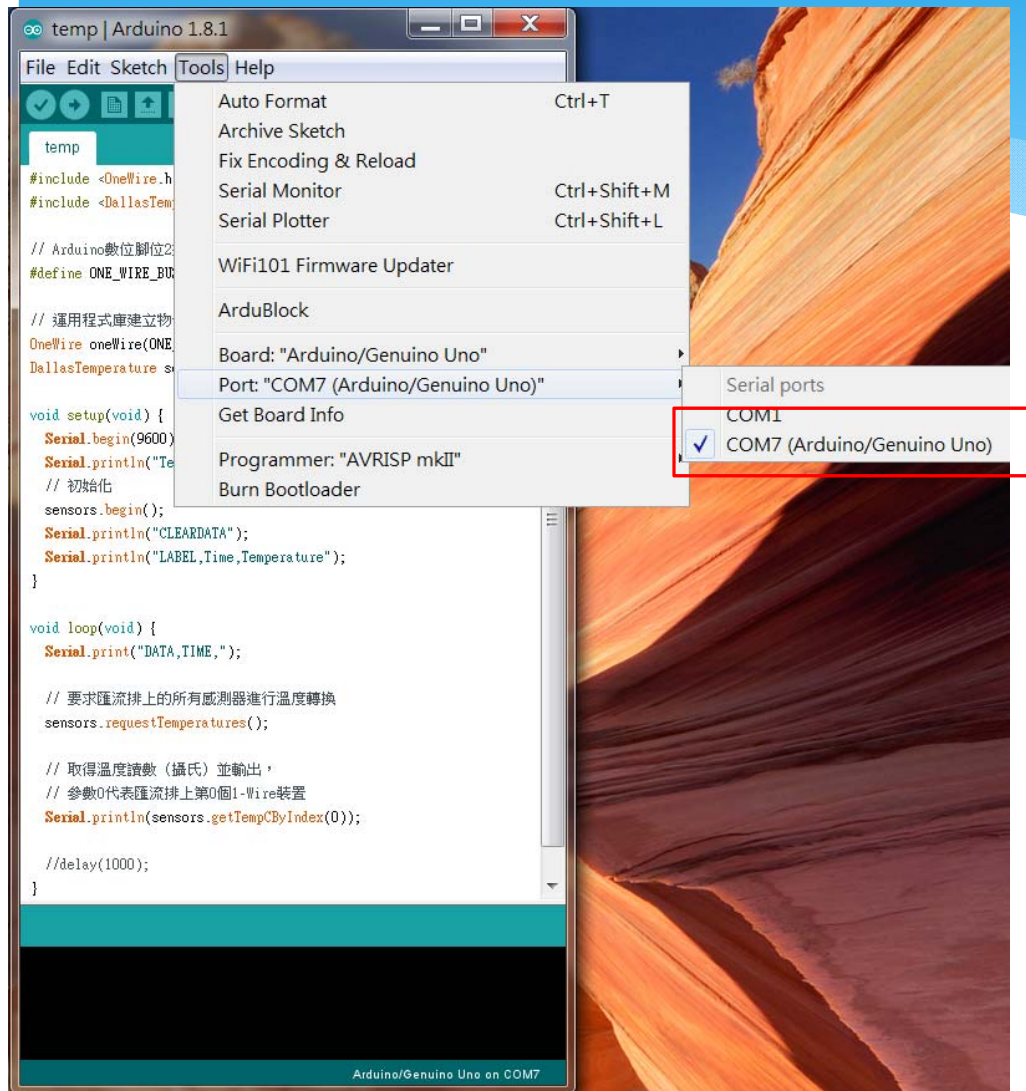 temp | Arduino 1.8.1
File Edit Sketch Tools Help
Auto Format Ctrl+T
Archive Sketch
Fix Encoding & Reload
Serial Monitor Ctrl+Shift+M
Serial Plotter Ctrl+Shift+L
WiFi101 Firmware Updater
ArduBlock
Board: "Arduino/Genuino Uno"
Port: "COM7 (Arduino/Genuino Uno)"
Get Board Info
Programmer: "AVRISP mkII"
Burn Bootloader
Serial ports
COM1
COM7 (Arduino/Genuino Uno)
temp
#include <OneWire.h
#include <DallasTem
// Arduino數位腳位2
#define ONE_WIRE_BU
// 運用程式庫建立物
OneWire oneWire(ONE_
DallasTemperature s
void setup(void) {
Serial.begin(9600)
Serial.println("Te
// 初始化
sensors.begin();
Serial.println("CLEARDATA");
Serial.println("LABEL,Time,Temperature");
}
void loop(void) {
Serial.print("DATA,TIME,");
// 要求匯流排上的所有感測器進行溫度轉換
sensors.requestTemperatures();
// 取得溫度讀數（攝氏）並輸出，
// 參數0代表匯流排上第0個1-Wire裝置
Serial.println(sensors.getTempCByIndex(0));
//delay(1000);
}
Arduino/Genuino Uno on COM7